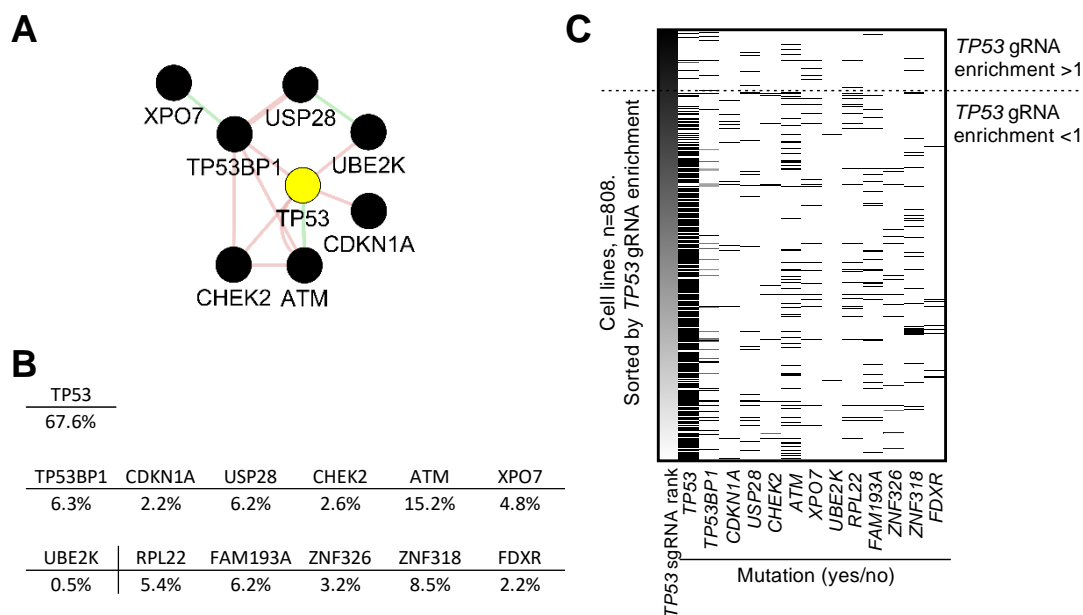 A
XPO7
USP28
TP53BP1
UBE2K
TP53
CDKN1A
CHEK2
ATM
B
TP53
67.6%
TP53BP1 CDKN1A USP28 CHEK2 ATM XPO7
6.3% 2.2% 6.2% 2.6% 15.2% 4.8%
UBE2K RPL22 FAM193A ZNF326 ZNF318 FDXR
0.5% 5.4% 6.2% 3.2% 8.5% 2.2%
C
TP53 gRNA
enrichment >1
TP53 gRNA
enrichment <1
Cell lines, n=808.
Sorted by TP53 gRNA enrichment
TP53 sgRNA rank
TP53
TP53BP1
CDKN1A
USP28
CHEK2
ATM
XPO7
UBE2K
RPL22
FAM193A
ZNF326
ZNF318
FDXR
Mutation (yes/no)